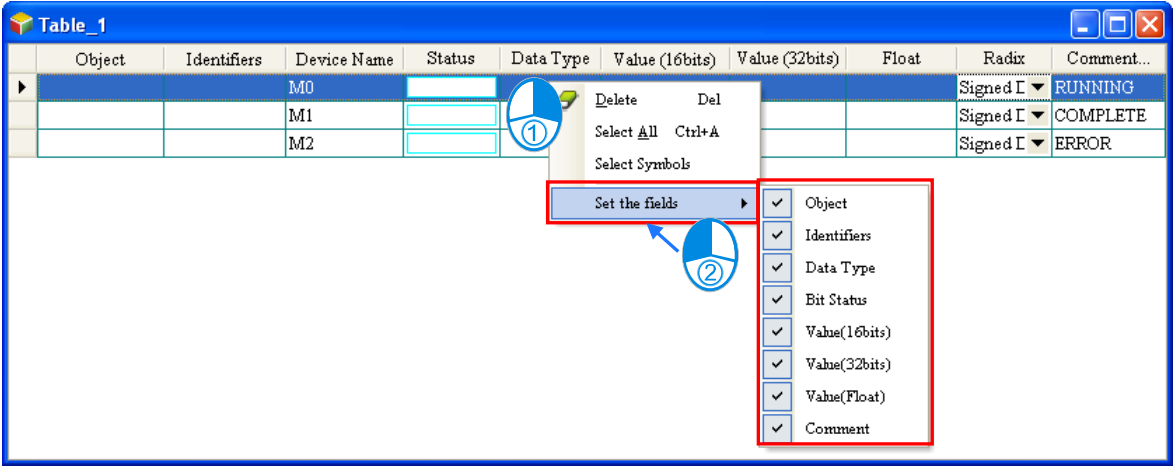 Table_1
Object Identifiers Device Name Status Data Type Value (16bits) Value (32bits) Float Radix Comment...
M0 Signed D RUNNING
M1 Signed D COMPLETE
M2 Signed D ERROR
Delete Del
Select All Ctrl+A
Select Symbols
Set the fields
1
2
Object
Identifiers
Data Type
Bit Status
Value(16bits)
Value(32bits)
Value(Float)
Comment